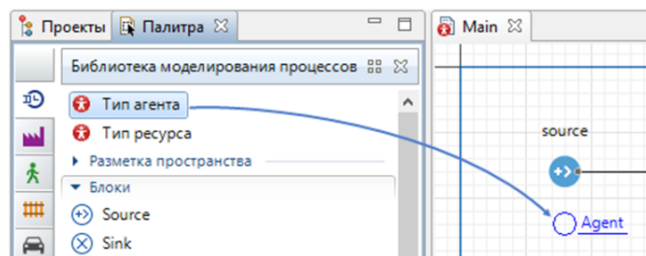 Проекты
Палитра
Main
Библиотека моделирования процессов
Тип агента
Тип ресурса
Разметка пространства
Блоки
Source
Sink
source
Agent